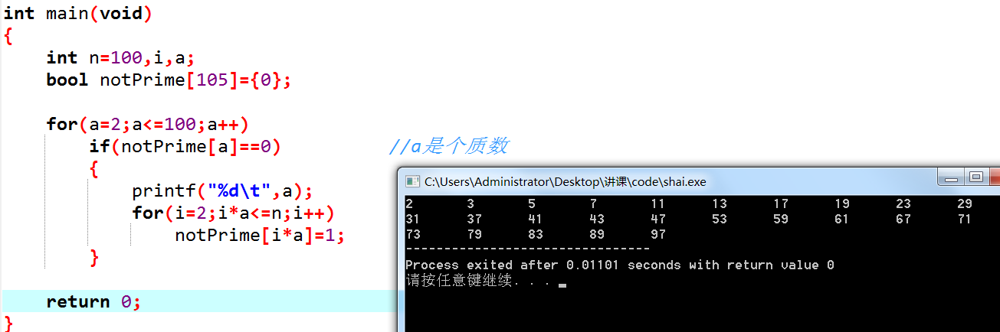 int main(void)
{
int n=100,i,a;
bool notPrime[105]={0};
for(a=2;a<=100;a++)
if(notPrime[a]==0) //a是个质数
{
printf("%d\t",a);
for(i=2;i*a<=n;i++)
notPrime[i*a]=1;
}
return 0;
}
C:\Users\Administrator\Desktop\讲课\code\shai.exe
2 3 5 7 11 13 17 19 23 29
31 37 41 43 47 53 59 61 67 71
73 79 83 89 97
--------------------------------
Process exited after 0.01101 seconds with return value 0
请按任意键继续. . . _